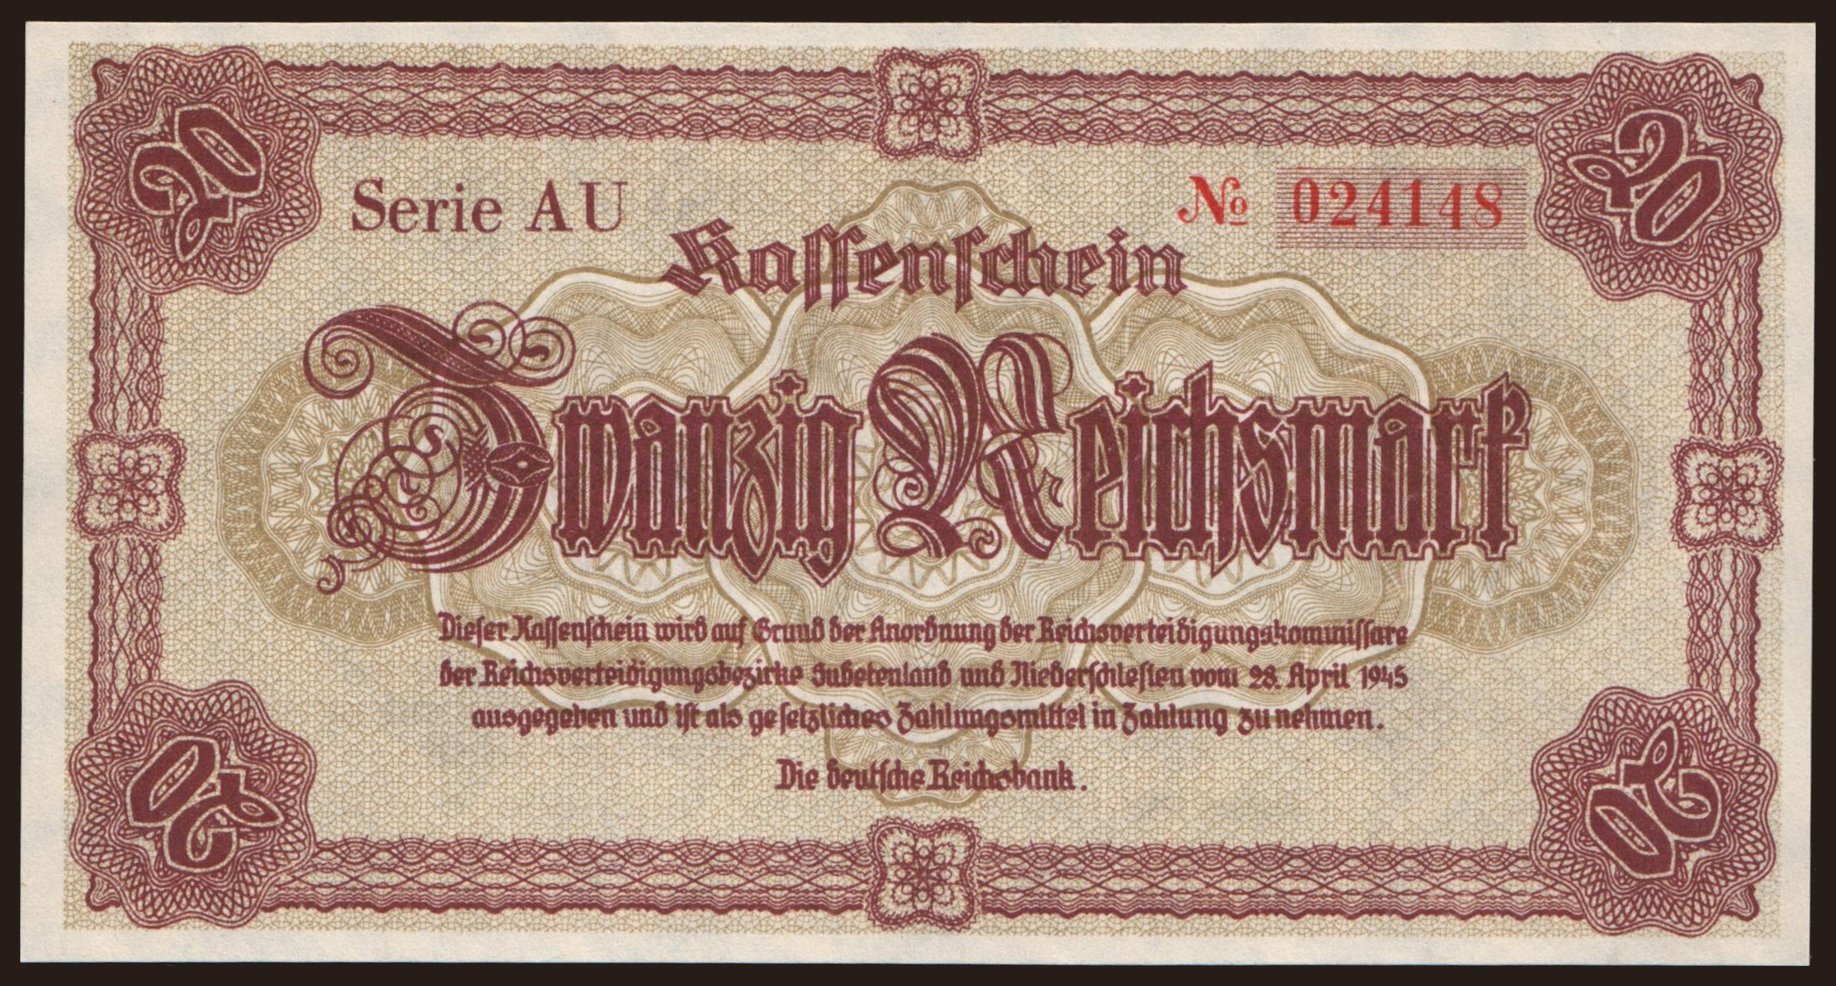 20
20
Serie AU
№ 024148
Kassenschein
Zwanzig Reichsmark
Dieser Kassenschein wird auf Grund der Anordnung der Reichsverteidigungskommissare
der Reichsverteidigungsbezirke Sudetenland und Niederschlesien vom 28. April 1945
ausgegeben und ist als gesetzliches Zahlungsmittel in Zahlung zu nehmen.
Die deutsche Reichsbank.
20
20